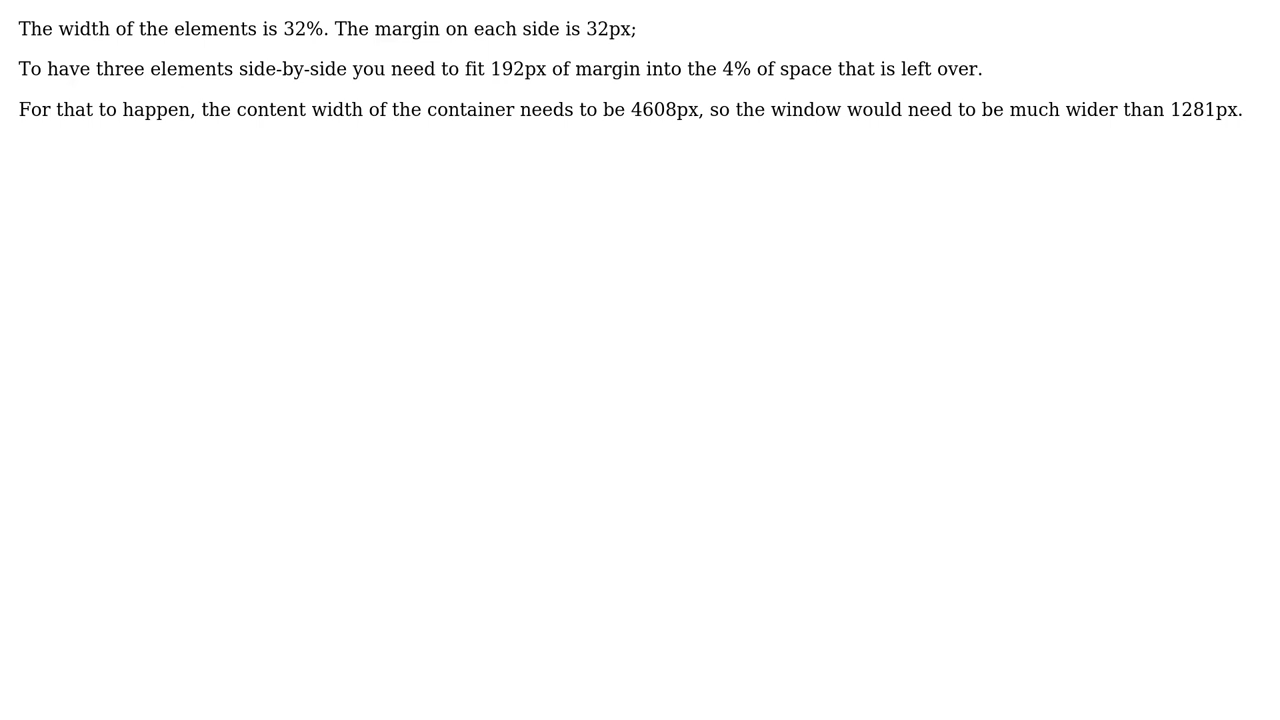 The width of the elements is 32%. The margin on each side is 32px;
To have three elements side-by-side you need to fit 192px of margin into the 4% of space that is left over.
For that to happen, the content width of the container needs to be 4608px, so the window would need to be much wider than 1281px.